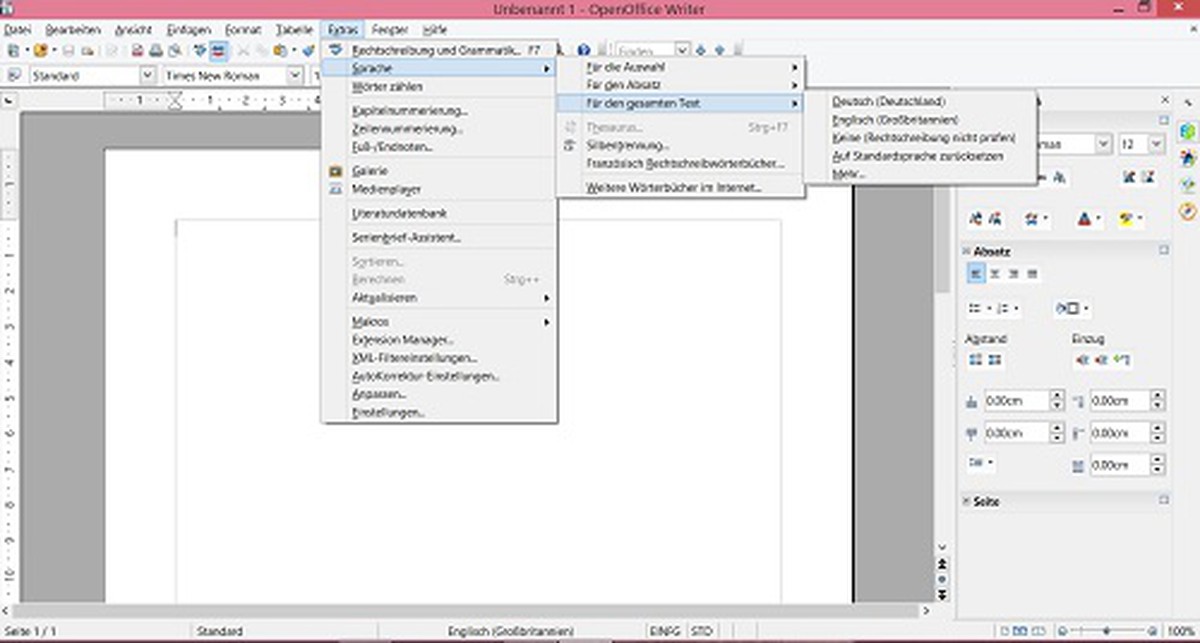 Unbenannt 1 - OpenOffice Writer
Datei Bearbeiten Ansicht Einfügen Format Tabelle Extras Fenster Hilfe
Finden
Standard Times New Roman
Rechtschreibung und Grammatik... F7
Sprache
Wörter zählen
Kapitelnummerierung...
Zeilennummerierung...
Fuß-/Endnoten...
Galerie
Medienplayer
Literaturdatenbank
Serienbrief-Assistent...
Sortieren...
Berechnen Strg++
Aktualisieren
Makros
Extension Manager...
XML-Filtereinstellungen...
AutoKorrektur-Einstellungen...
Anpassen...
Einstellungen...
Für die Auswahl
Für den Absatz
Für den gesamten Text
Thesaurus... Strg+F7
Silbentrennung...
Französisch Rechtschreibwörterbücher...
Weitere Wörterbücher im Internet...
Deutsch (Deutschland)
Englisch (Großbritannien)
Keine (Rechtschreibung nicht prüfen)
Auf Standardsprache zurücksetzen
Mehr...
man 12
Absatz
Abstand Einzug
0.00cm 0.00cm
0.00cm 0.00cm
0.00cm
Seite
Seite 1 / 1 Standard Englisch (Großbritannien) EINFG STD 100%